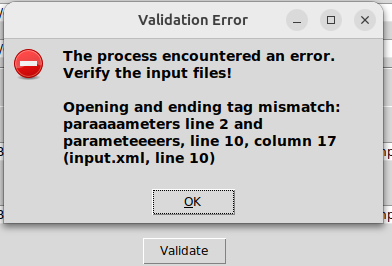 Validation Error
The process encountered an error.
Verify the input files!
Opening and ending tag mismatch:
paraaaameters line 2 and
parameteeeers, line 10, column 17
(input.xml, line 10)
OK
Validate